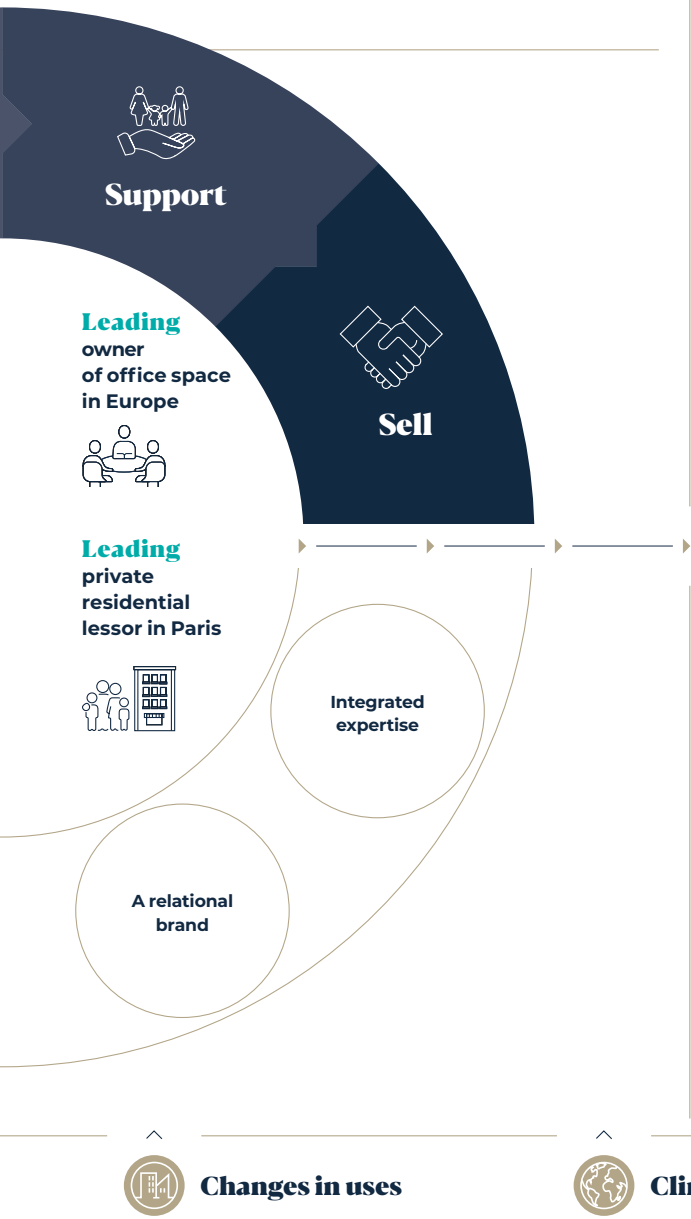 Support
Leading
owner
of office space
in Europe
Sell
Leading
private
residential
lessor in Paris
Integrated
expertise
A relational
brand
Changes in uses